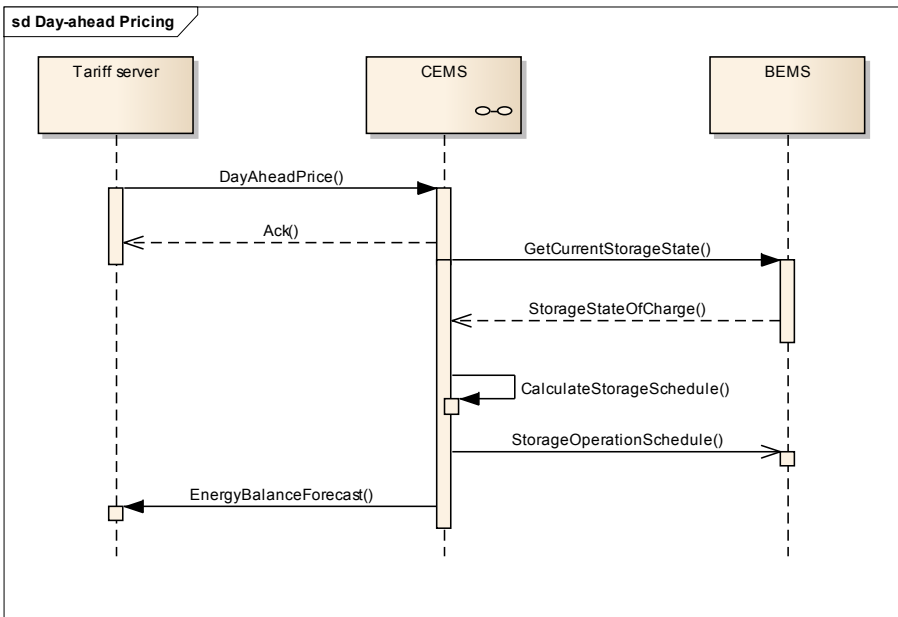 sd Day-ahead Pricing
Tariff server
CEMS
BEMS
DayAheadPrice()
Ack()
GetCurrentStorageState()
StorageStateOfCharge()
CalculateStorageSchedule()
StorageOperationSchedule()
EnergyBalanceForecast()